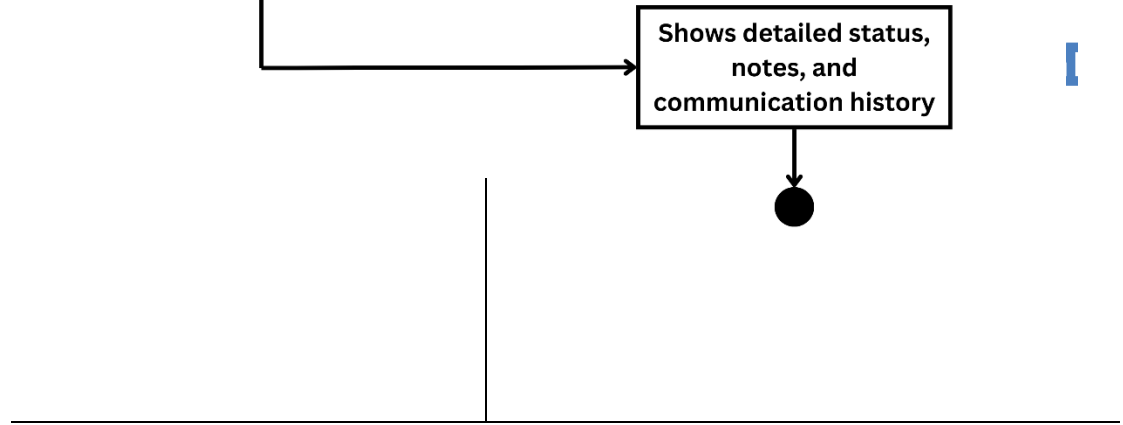 Shows detailed status,
notes, and
communication history